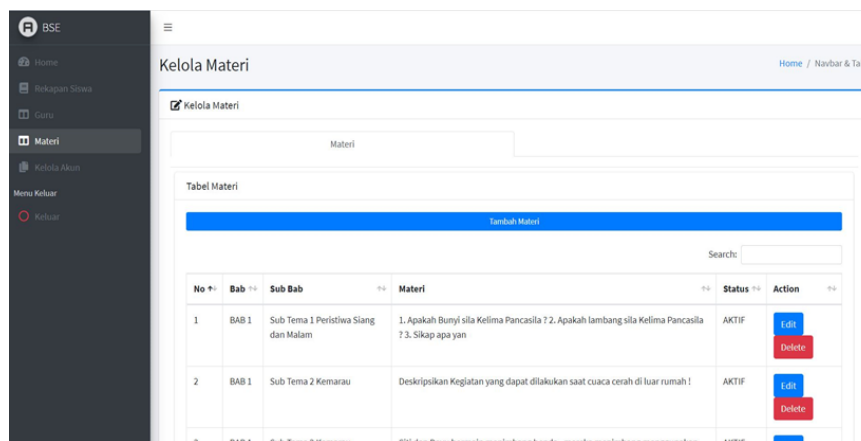 BSE
Home
Rekapan Siswa
Guru
Materi
Kelola Akun
Menu Keluar
Keluar
Kelola Materi
Home / Navbar & Ta
Kelola Materi
Materi
Tabel Materi
Tambah Materi
Search:
No Bab Sub Bab Materi Status Action
1 BAB 1 Sub Tema 1 Peristiwa Siang 1. Apakah Bunyi sila Kelima Pancasila ? 2. Apakah lambang sila Kelima Pancasila AKTIF Edit
dan Malam ? 3. Sikap apa yan Delete
2 BAB 1 Sub Tema 2 Kemarau Deskripsikan Kegiatan yang dapat dilakukan saat cuaca cerah di luar rumah ! AKTIF Edit
Delete